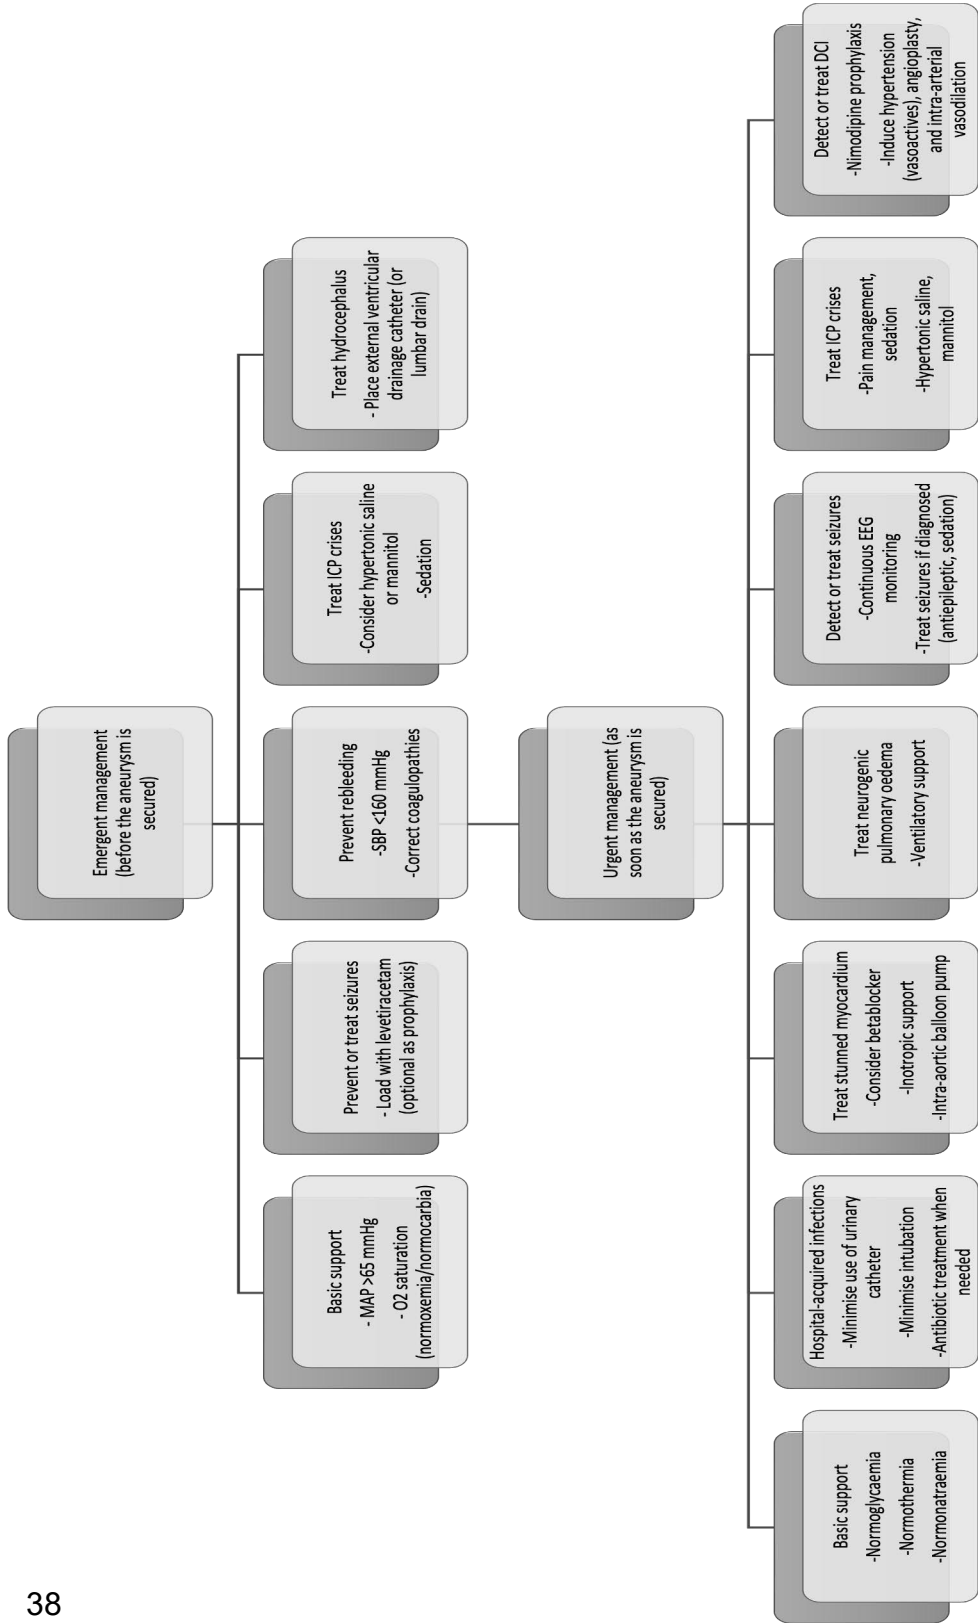 Emergent management
(before the aneurysm is
secured)
Basic support
- MAP >65 mmHg
- O2 saturation
(normoxemia/normocarbia)
Prevent or treat seizures
- Load with levetiracetam
(optional as prophylaxis)
Prevent rebleeding
-SBP <160 mmHg
-Correct coagulopathies
Treat ICP crises
-Consider hypertonic saline
or mannitol
-Sedation
Treat hydrocephalus
- Place external ventricular
drainage catheter (or
lumbar drain)
Urgent management (as
soon as the aneurysm is
secured)
Basic support
-Normoglycaemia
-Normothermia
-Normonatraemia
Hospital-acquired infections
-Minimise use of urinary
catheter
-Minimise intubation
-Antibiotic treatment when
needed
Treat stunned myocardium
-Consider betablocker
-Inotropic support
-Intra-aortic balloon pump
Treat neurogenic
pulmonary oedema
-Ventilatory support
Detect or treat seizures
-Continuous EEG
monitoring
-Treat seizures if diagnosed
(antiepileptic, sedation)
Treat ICP crises
-Pain management,
sedation
-Hypertonic saline,
mannitol
Detect or treat DCI
-Nimodipine prophylaxis
-Induce hypertension
(vasoactives), angioplasty,
and intra-arterial
vasodilation
38